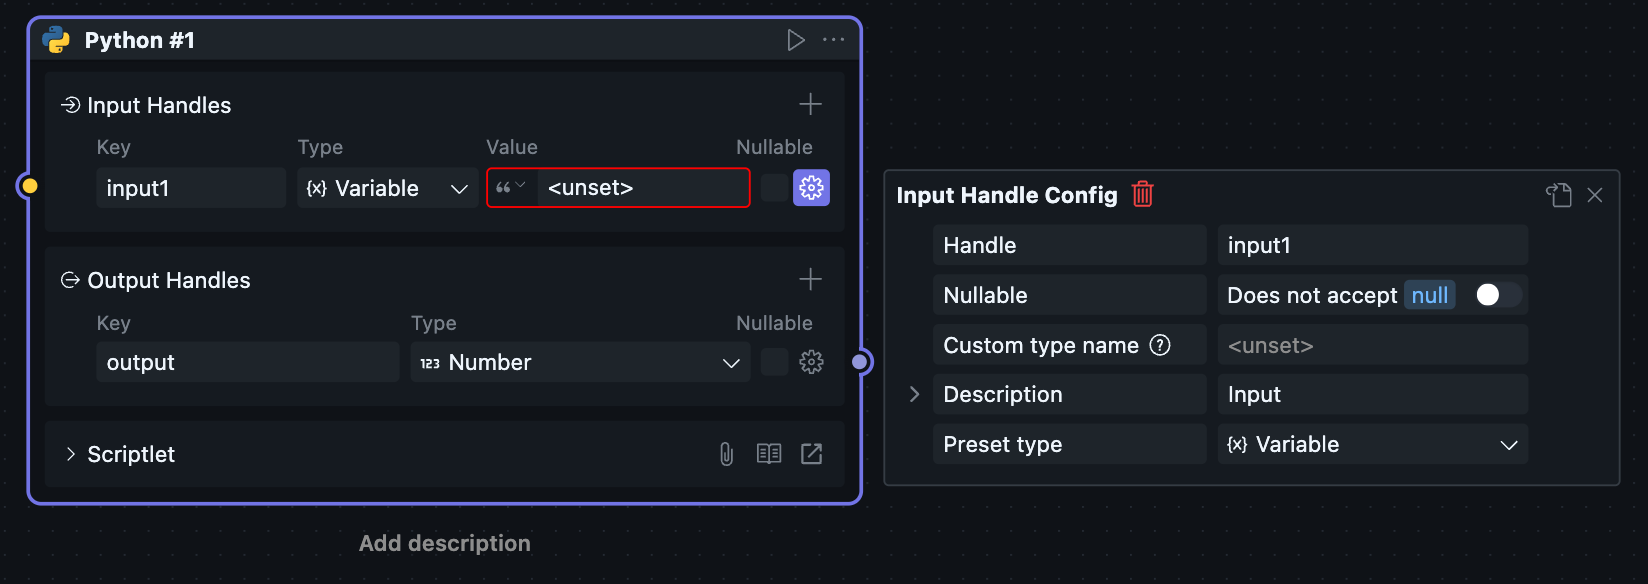 Python #1
Input Handles
Key Type Value Nullable
input1 {x} Variable <unset>
Output Handles
Key Type Nullable
output 123 Number
Scriptlet
Add description
Input Handle Config
Handle input1
Nullable Does not accept null
Custom type name ? <unset>
Description Input
Preset type {x} Variable